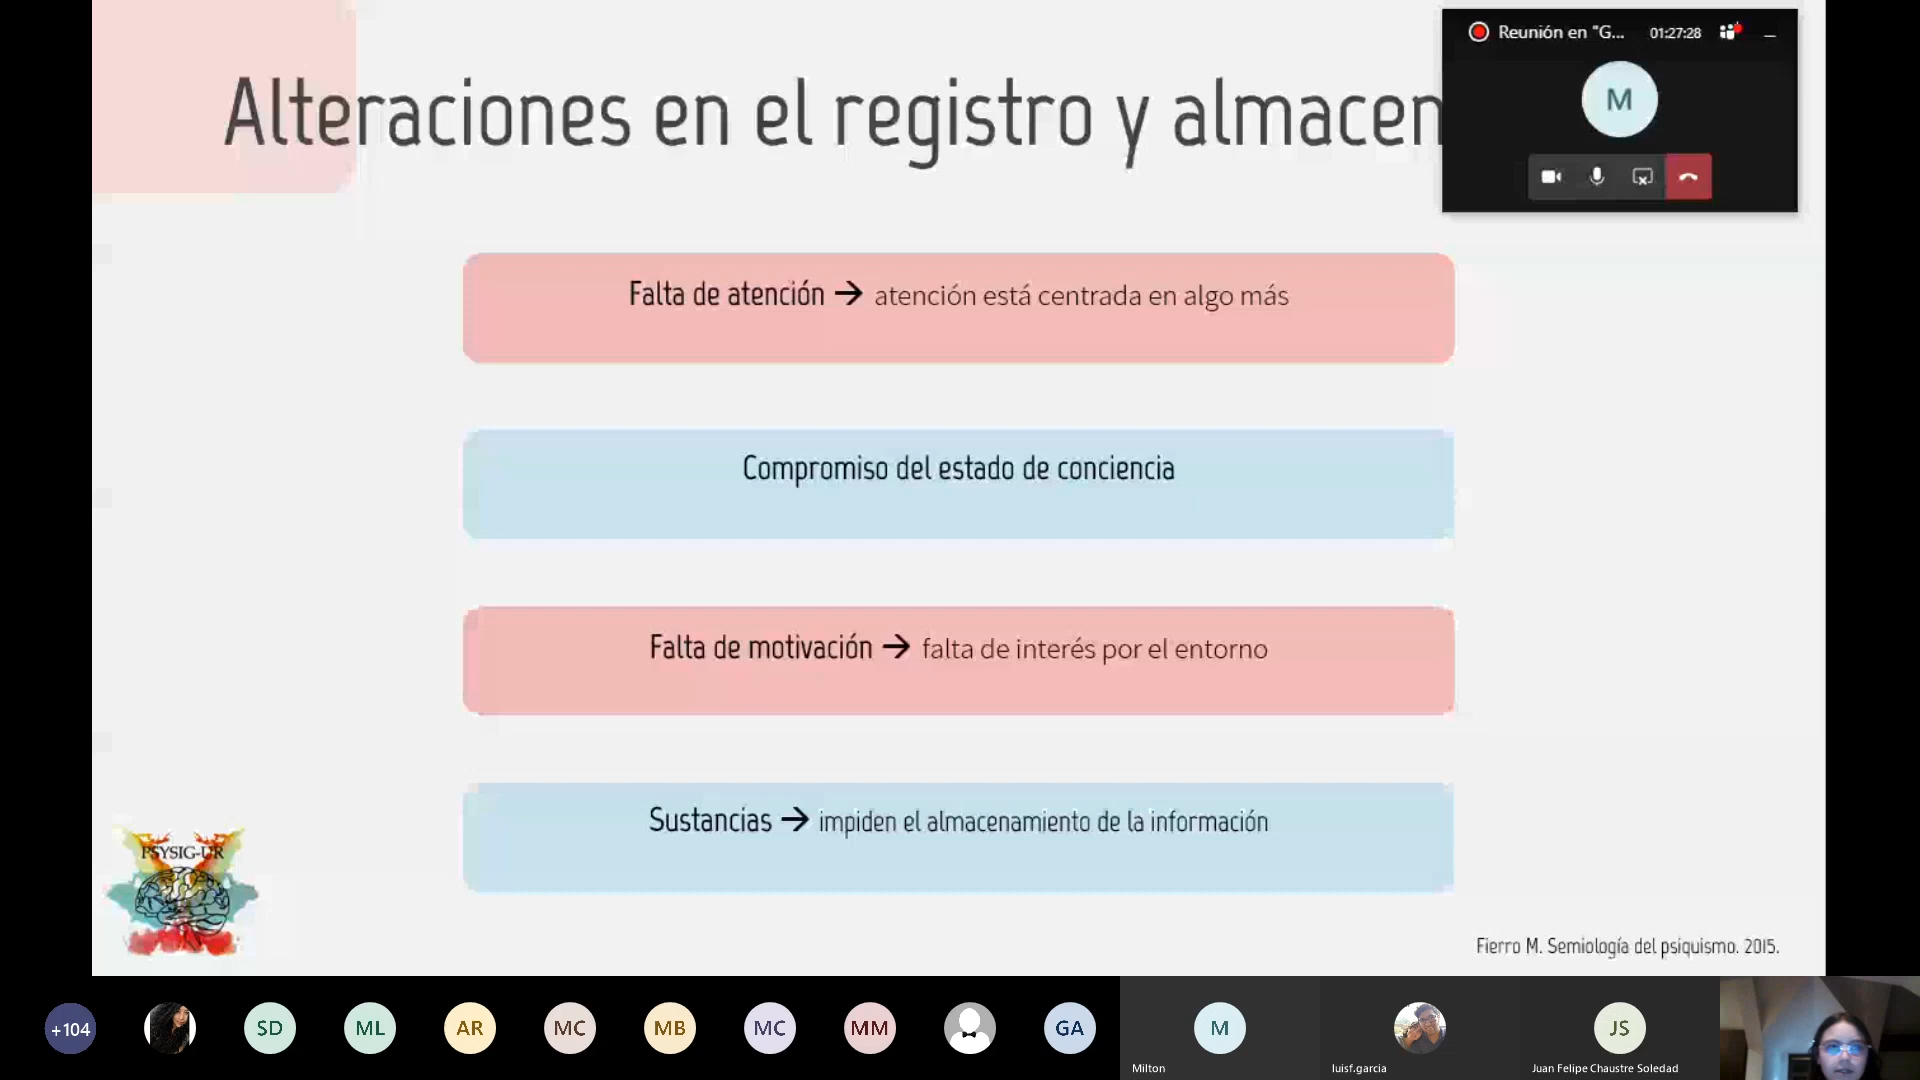 Reunión en "G... 01:27:28
M
Alteraciones en el registro y almacen
Falta de atención → atención está centrada en algo más
Compromiso del estado de conciencia
Falta de motivación → falta de interés por el entorno
Sustancias → impiden el almacenamiento de la información
PSYSIG-UR
Fierro M. Semiología del psiquismo. 2015.
+104 SD ML AR MC MB MC MM GA M JS
Milton luisf.garcia Juan Felipe Chaustre Soledad